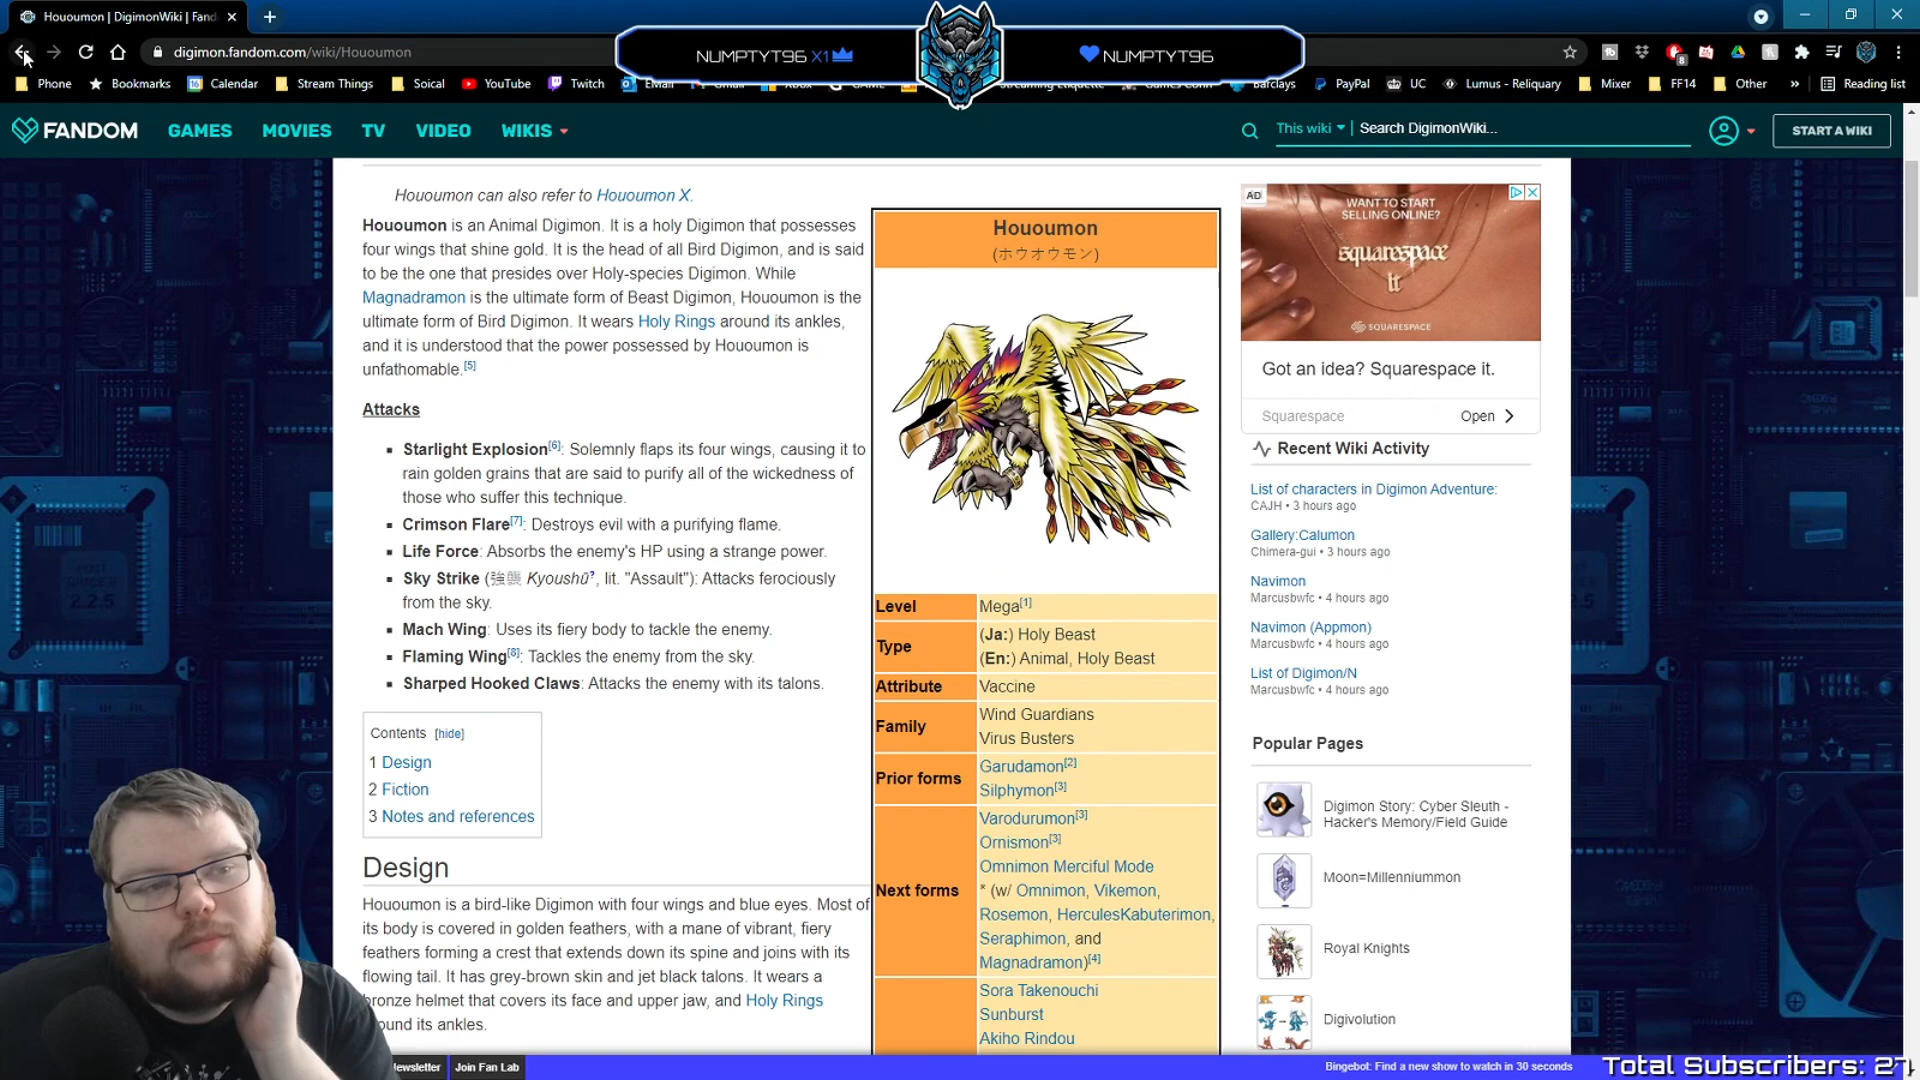 Hououmon | DigimonWiki | Fand
digimon.fandom.com/wiki/Hououmon
NUMPTYT96 X1
NUMPTYT96
Phone
Bookmarks
Calendar
Stream Things
Soical
YouTube
Twitch
EMail
Barclays
PayPal
UC
Lumus - Reliquary
Mixer
FF14
Other
Reading list
FANDOM
GAMES
MOVIES
TV
VIDEO
WIKIS
This wiki
Search DigimonWiki...
START A WIKI
Hououmon can also refer to Hououmon X.
Hououmon is an Animal Digimon. It is a holy Digimon that possesses
four wings that shine gold. It is the head of all Bird Digimon, and is said
to be the one that presides over Holy-species Digimon. While
Magnadramon is the ultimate form of Beast Digimon, Hououmon is the
ultimate form of Bird Digimon. It wears Holy Rings around its ankles,
and it is understood that the power possessed by Hououmon is
unfathomable.[5]
Attacks
Starlight Explosion[6]: Solemnly flaps its four wings, causing it to
rain golden grains that are said to purify all of the wickedness of
those who suffer this technique.
Crimson Flare[7]: Destroys evil with a purifying flame.
Life Force: Absorbs the enemy's HP using a strange power.
Sky Strike (強襲 Kyoushū?, lit. "Assault"): Attacks ferociously
from the sky.
Mach Wing: Uses its fiery body to tackle the enemy.
Flaming Wing[8]: Tackles the enemy from the sky.
Sharped Hooked Claws: Attacks the enemy with its talons.
Contents [hide]
1 Design
2 Fiction
3 Notes and references
Design
Hououmon is a bird-like Digimon with four wings and blue eyes. Most of
its body is covered in golden feathers, with a mane of vibrant, fiery
feathers forming a crest that extends down its spine and joins with its
flowing tail. It has grey-brown skin and jet black talons. It wears a
bronze helmet that covers its face and upper jaw, and Holy Rings
ound its ankles.
Hououmon
(ホウオウモン)
Level
Mega[1]
Type
(Ja:) Holy Beast
(En:) Animal, Holy Beast
Attribute
Vaccine
Family
Wind Guardians
Virus Busters
Prior forms
Garudamon[2]
Silphymon[3]
Next forms
Varodurumon[3]
Ornismon[3]
Omnimon Merciful Mode
* (w/ Omnimon, Vikemon,
Rosemon, HerculesKabuterimon,
Seraphimon, and
Magnadramon)[4]
Sora Takenouchi
Sunburst
Akiho Rindou
AD
WANT TO START
SELLING ONLINE?
squarespace
it
SQUARESPACE
Got an idea? Squarespace it.
Squarespace
Open
Recent Wiki Activity
List of characters in Digimon Adventure:
CAJH • 3 hours ago
Gallery:Calumon
Chimera-gui • 3 hours ago
Navimon
Marcusbwfc • 4 hours ago
Navimon (Appmon)
Marcusbwfc • 4 hours ago
List of Digimon/N
Marcusbwfc • 4 hours ago
Popular Pages
Digimon Story: Cyber Sleuth -
Hacker's Memory/Field Guide
Moon=Millenniummon
Royal Knights
Digivolution
ewsletter
Join Fan Lab
Bingebot: Find a new show to watch in 30 seconds
Total Subscribers: 27